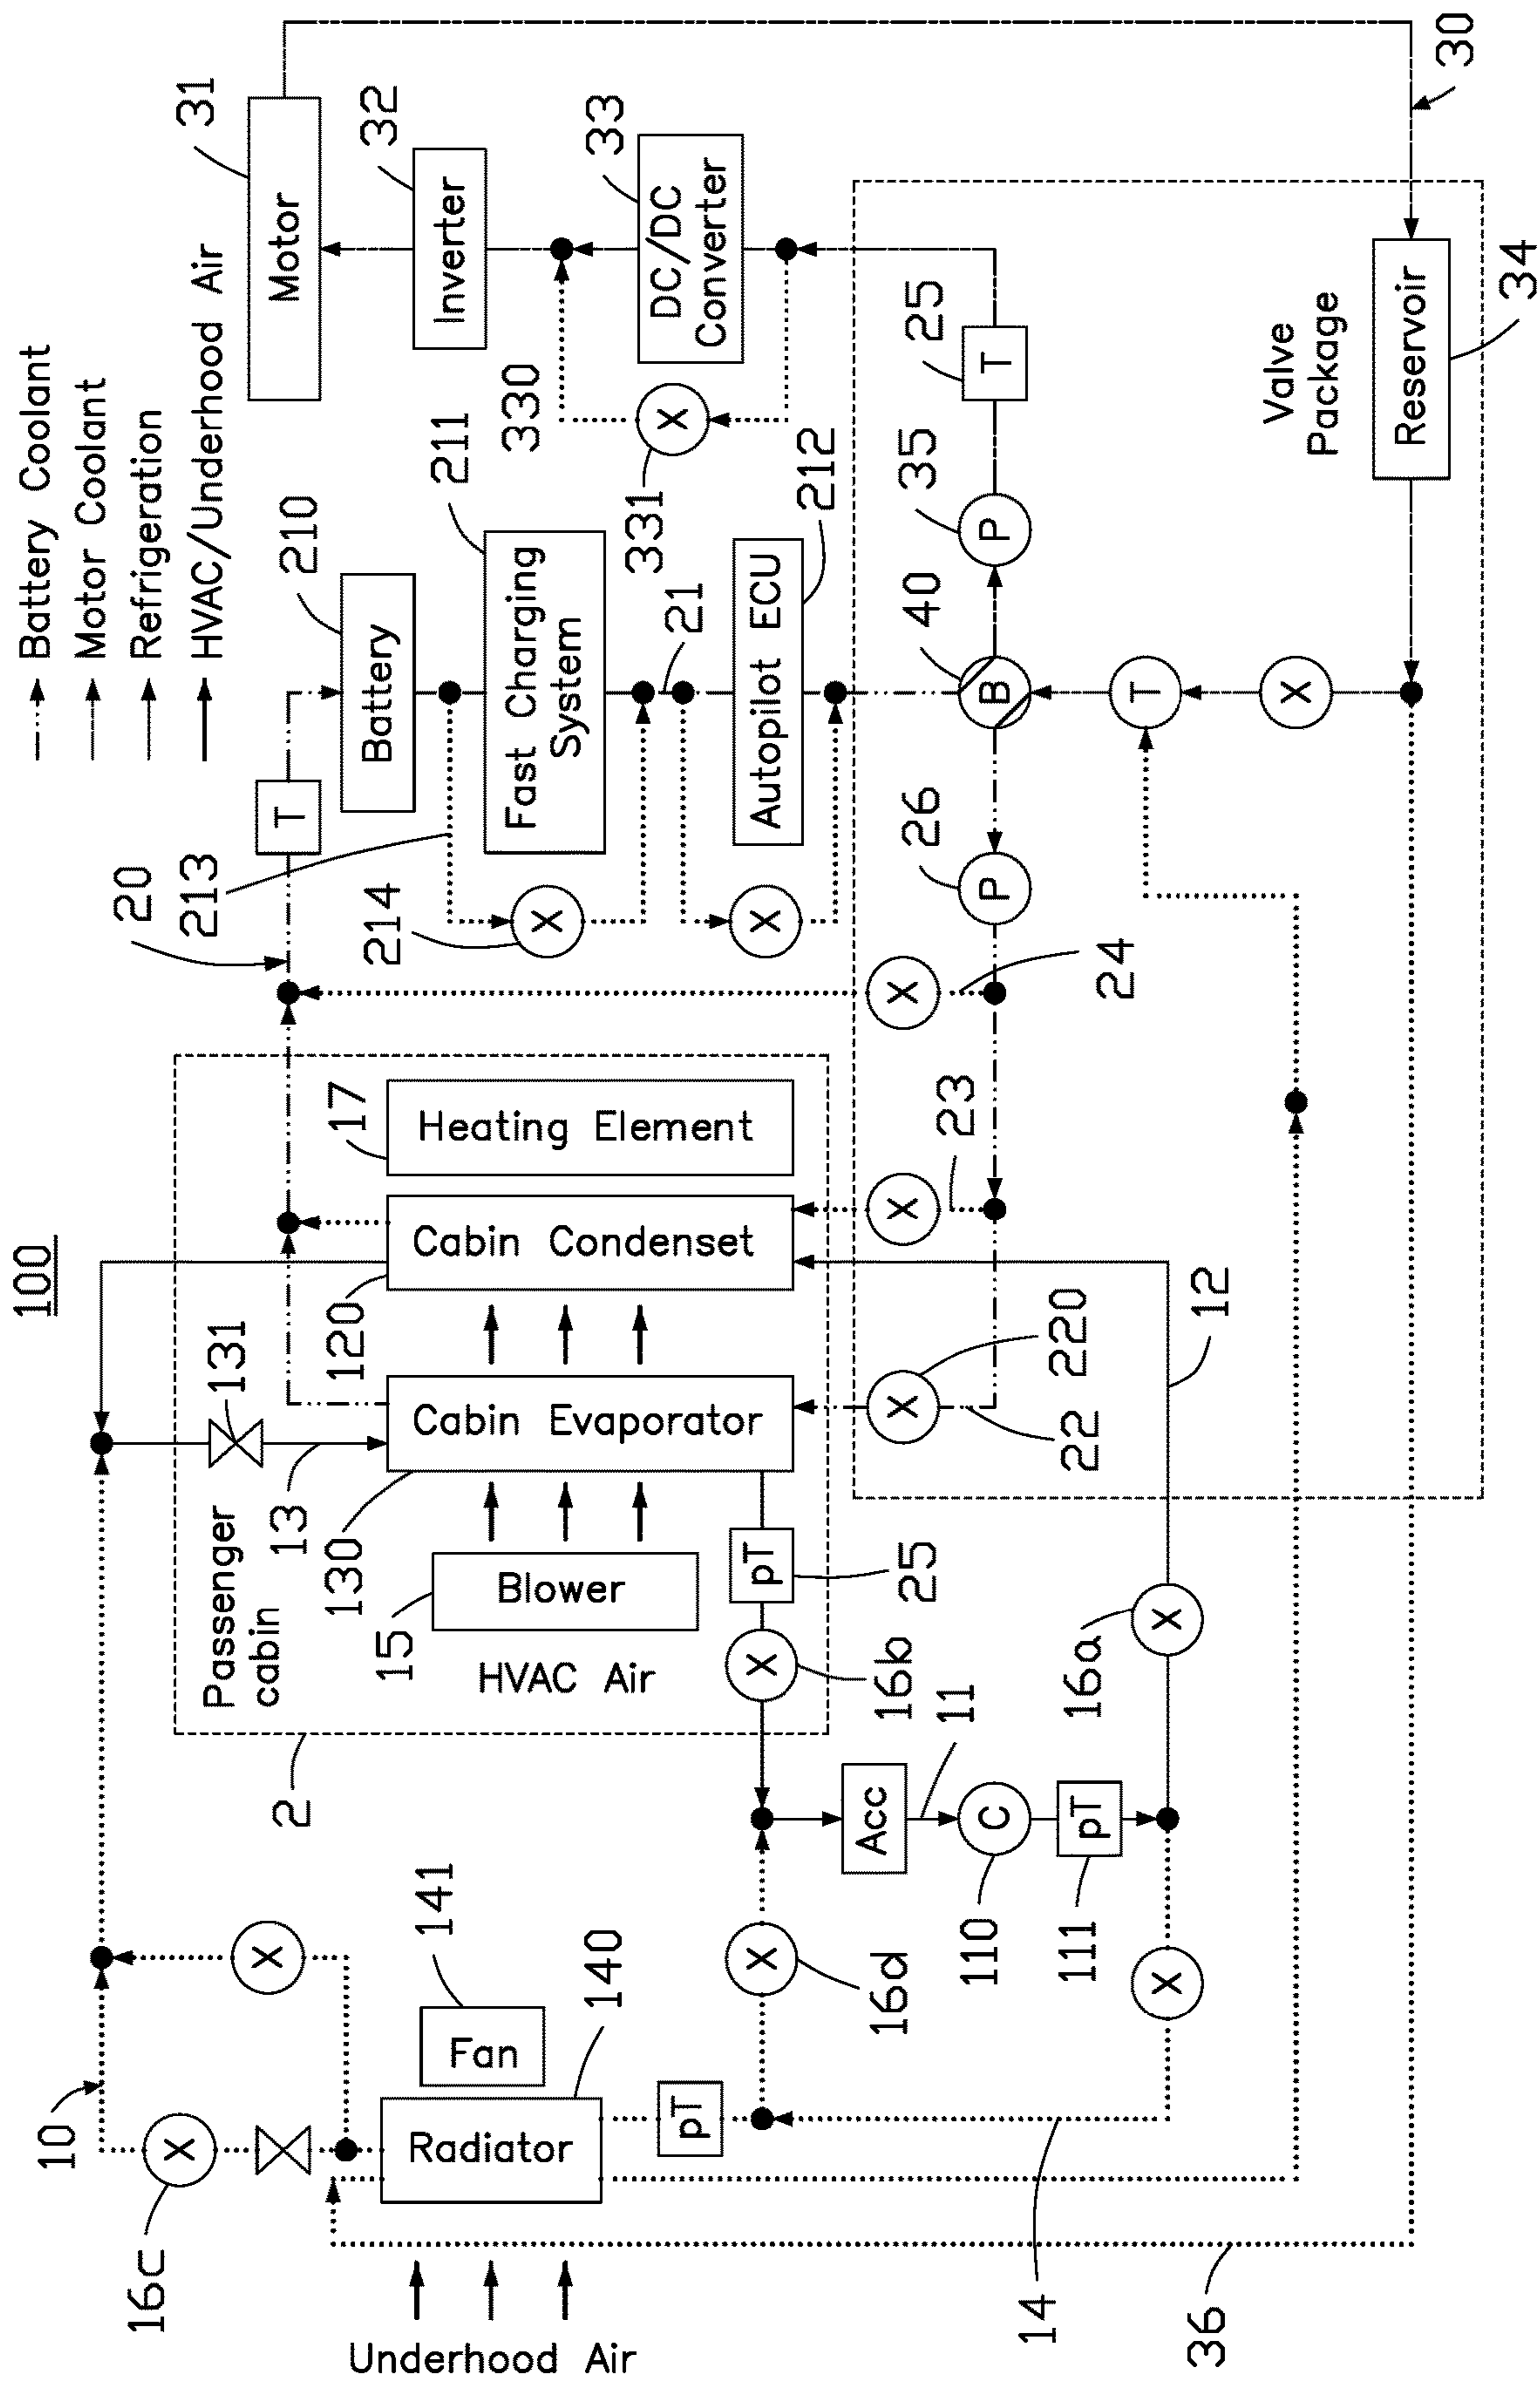 100
Battery Coolant
Motor Coolant
Refrigeration
HVAC/Underhood Air
10
16c
X
X
Radiator
Fan
141
140
pT
Underhood Air
14
36
X
16d
X
2
Passenger
cabin
131
13
130
15
Blower
HVAC Air
Cabin Evaporator
120
Cabin Condenset
17
Heating Element
pT
25
X
16b
Acc
11
C
110
pT
111
16a
X
12
X
220
22
X
23
X
24
20
T
213
214
X
Battery
210
Fast Charging
System
211
21
X
Autopilot ECU
212
P
26
B
40
P
35
T
25
T
X
Motor
31
Inverter
32
DC/DC
Converter
33
330
X
331
Valve
Package
Reservoir
34
30